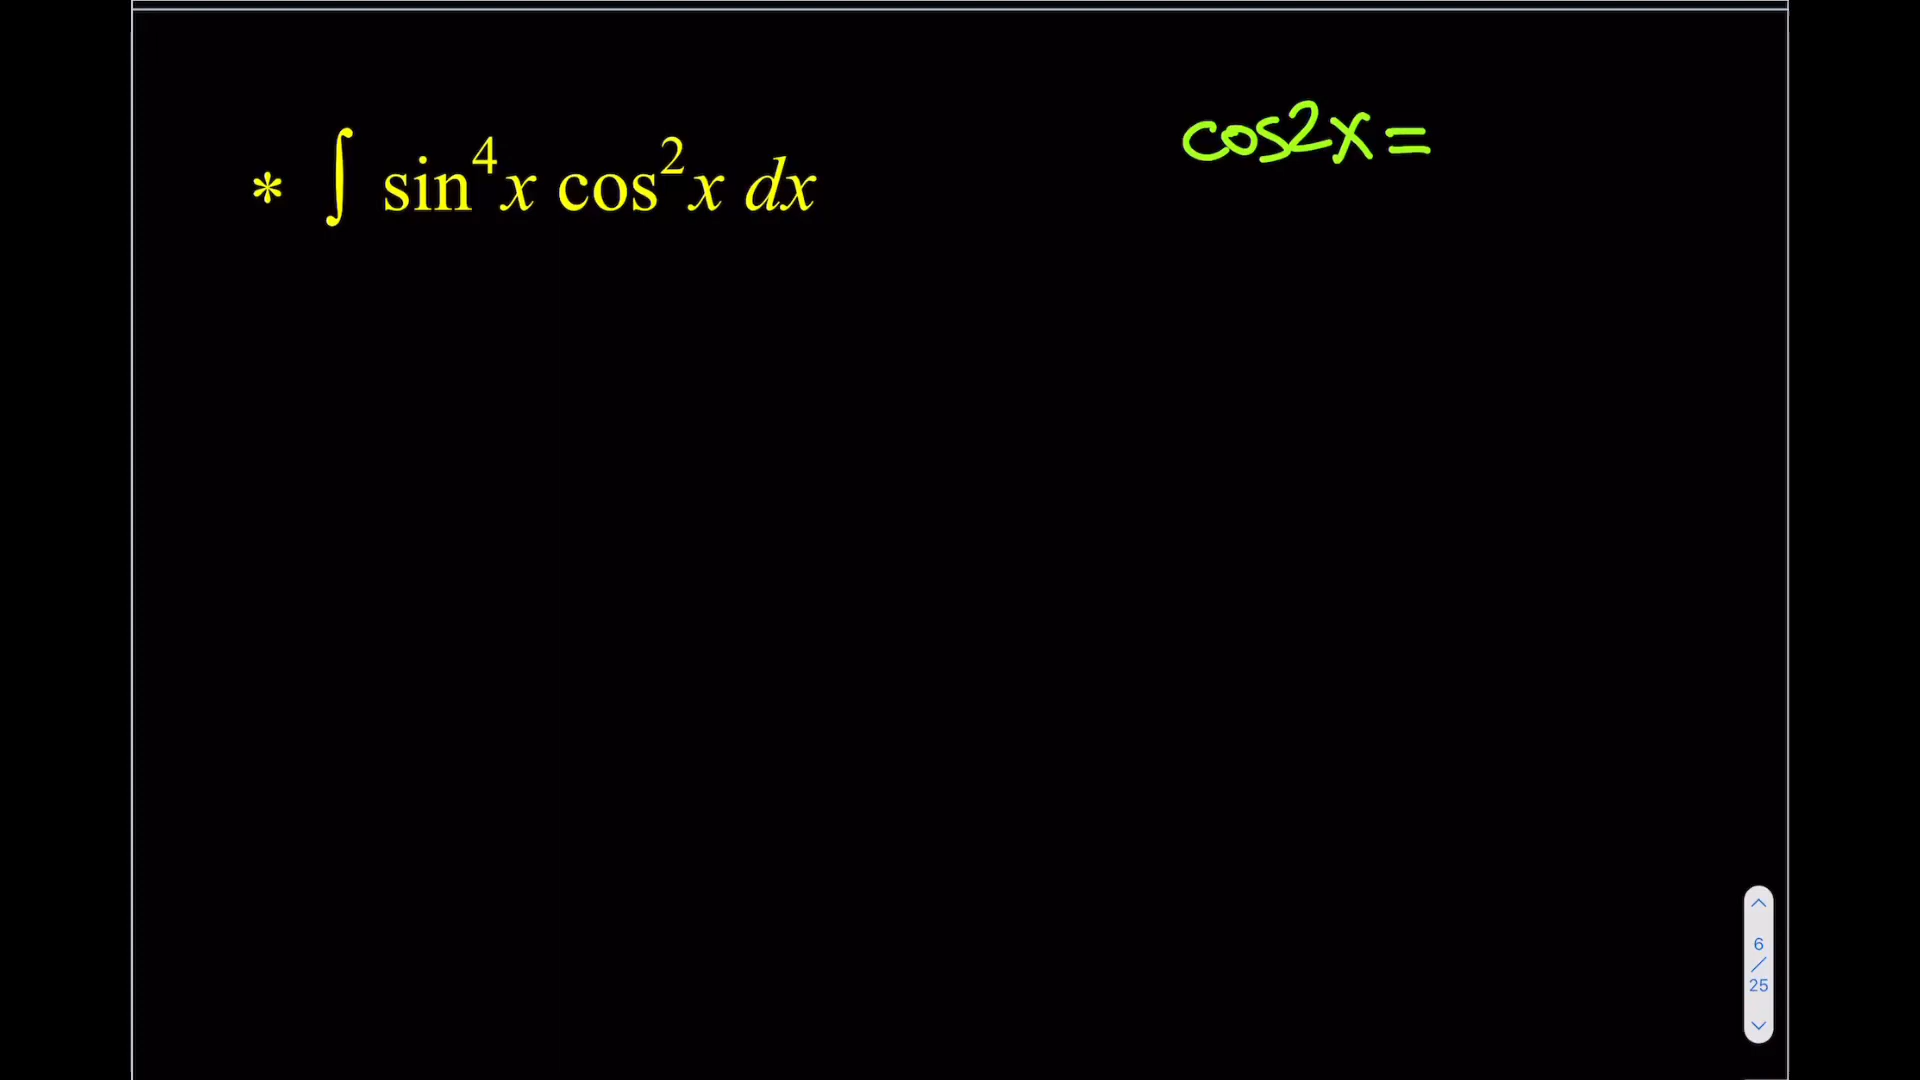 * ∫ sin⁴x cos²x dx
cos2x =
6
/
25